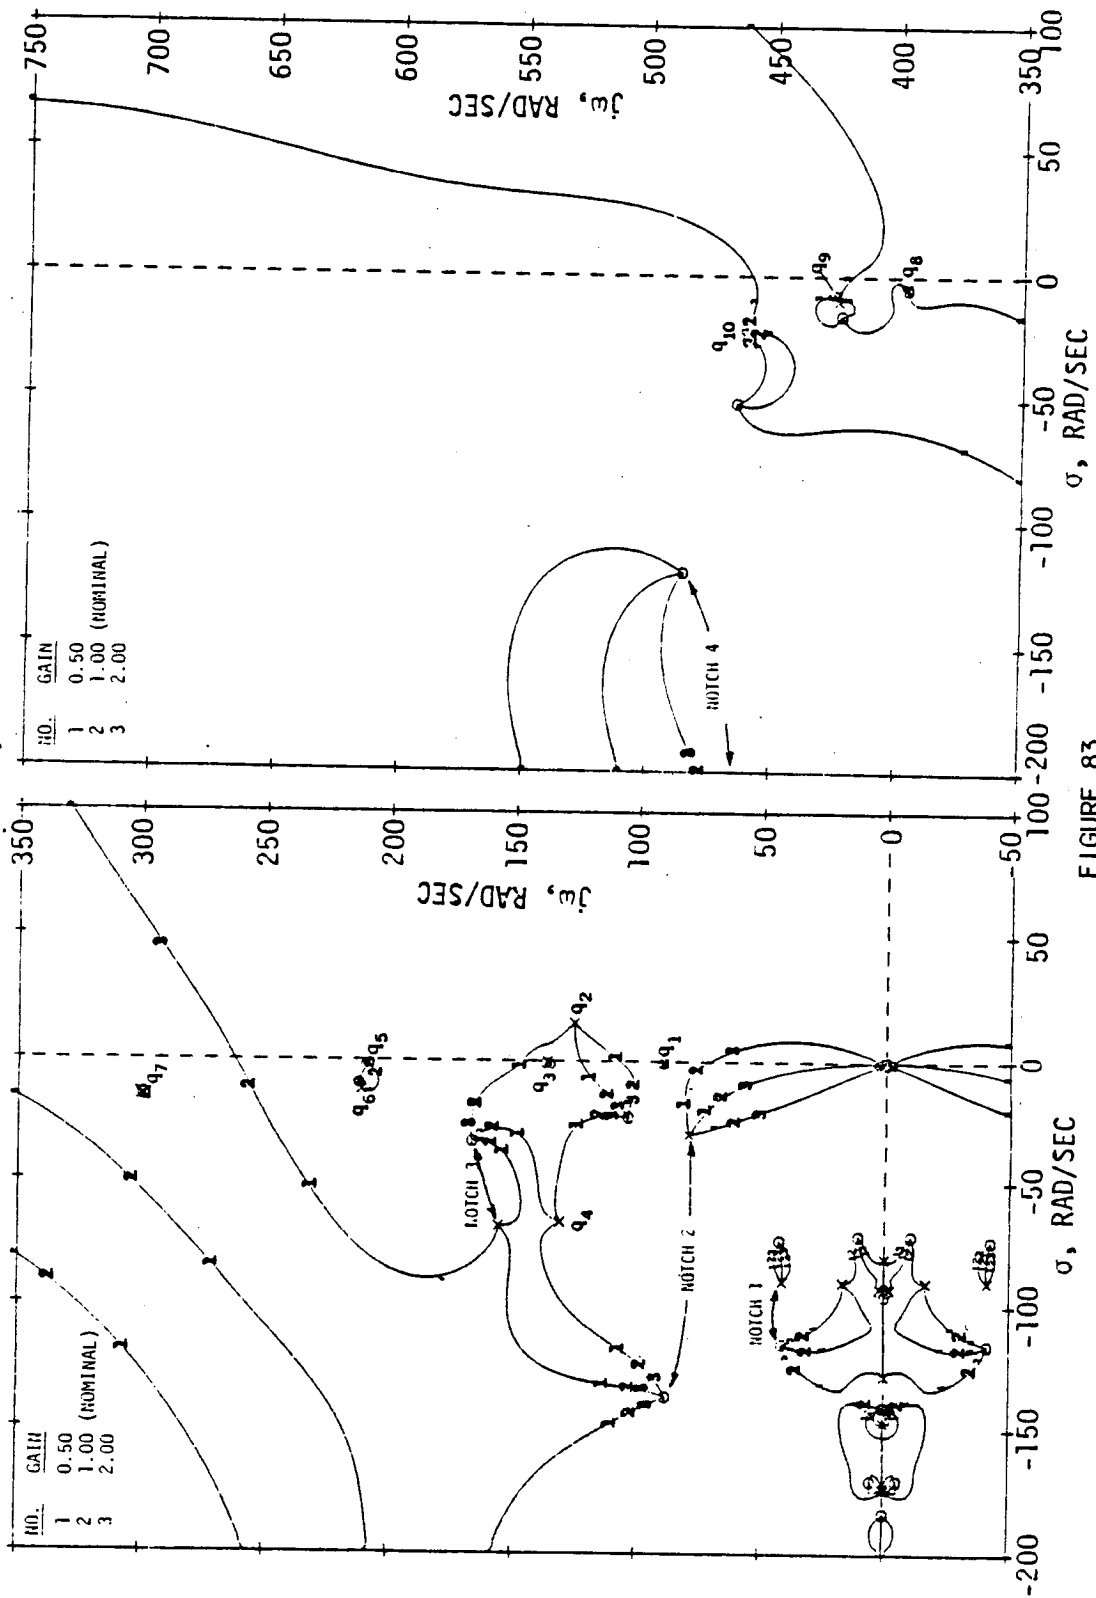 NO. GAIN
1 0.50
2 1.00 (NOMINAL)
3 2.00
350
300
250
200
150
100
50
0
50
jω, RAD/SEC
q7
q6
q5
q3
q2
q1
q4
NOTCH 3
NOTCH 2
NOTCH 1
-200 -150 -100 -50 0 50 100
σ, RAD/SEC
NO. GAIN
1 0.50
2 1.00 (NOMINAL)
3 2.00
750
700
650
600
550
500
450
400
350
jω, RAD/SEC
q10
q9
q8
NOTCH 4
-200 -150 -100 -50 0 50 100
σ, RAD/SEC
FIGURE 83